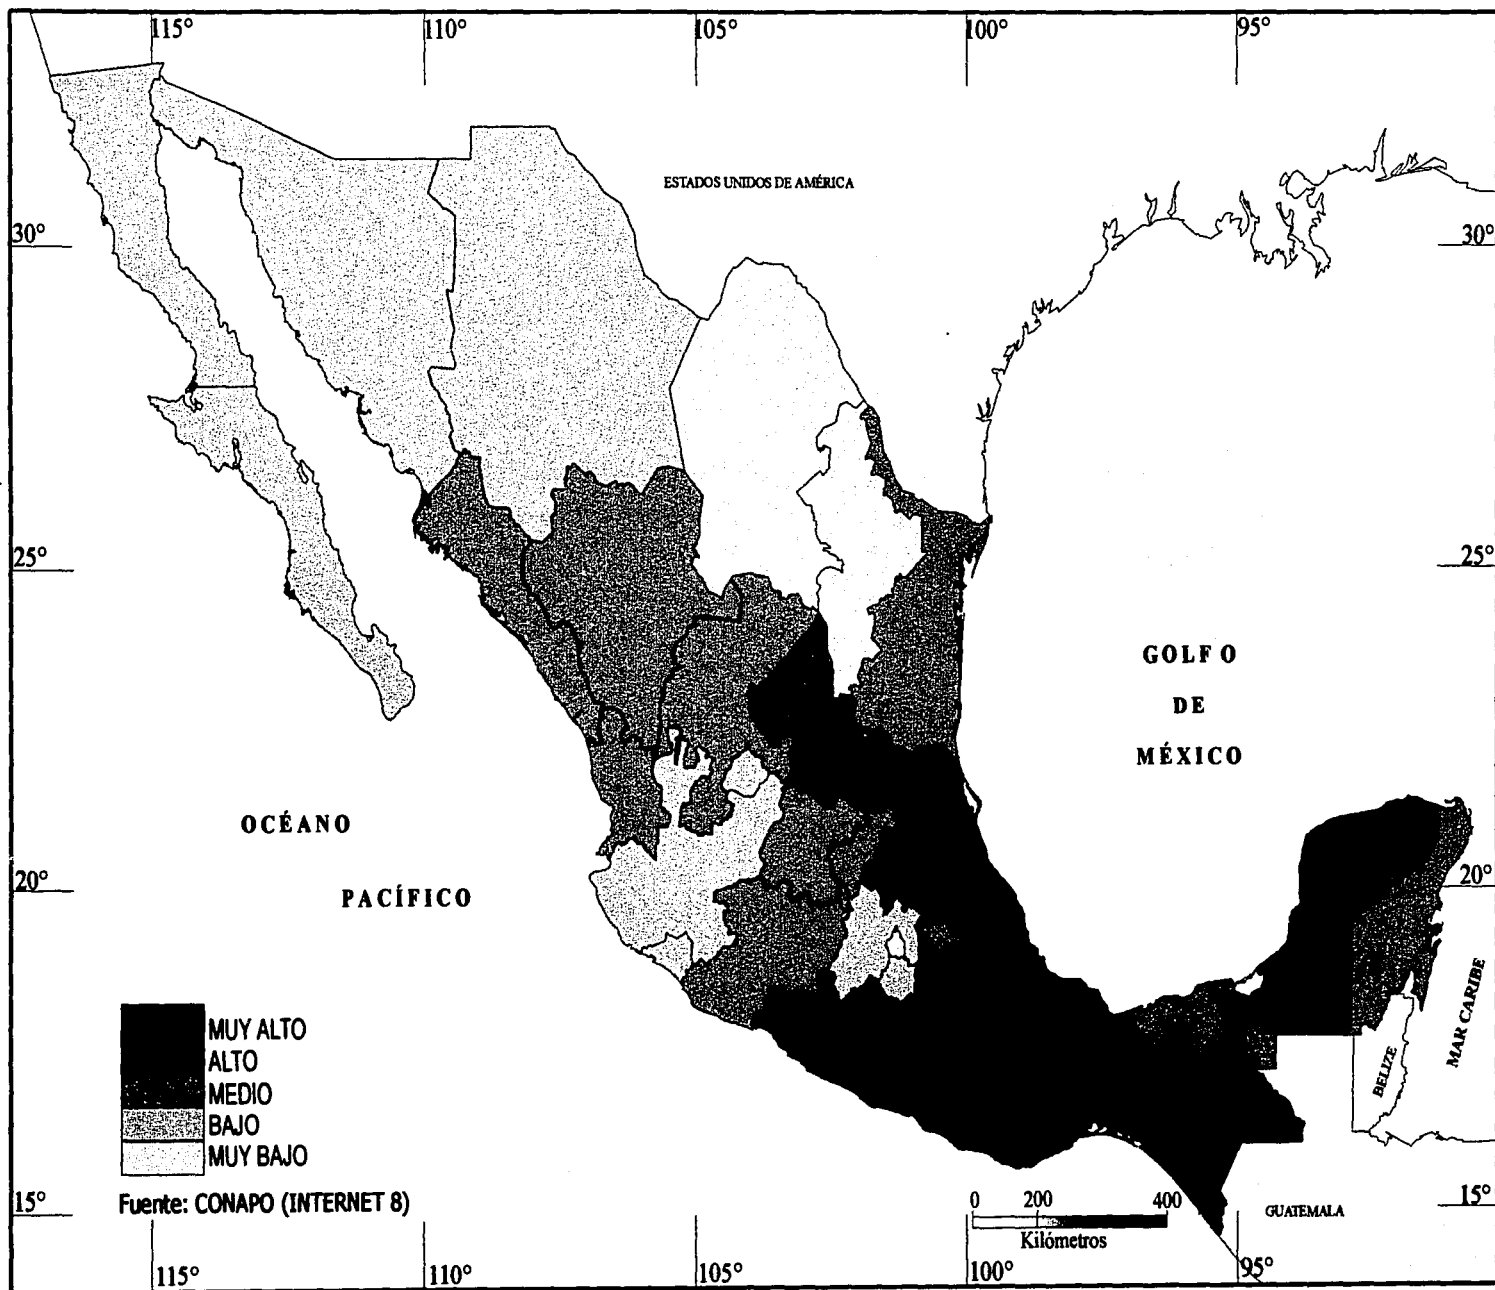 115°
110°
105°
100°
95°
ESTADOS UNIDOS DE AMÉRICA
30°
30°
25°
25°
GOLFO
DE
MÉXICO
OCÉANO
PACÍFICO
20°
20°
MAR CARIBE
BELIZE
MUY ALTO
ALTO
MEDIO
BAJO
MUY BAJO
Fuente: CONAPO (INTERNET 8)
0 200 400
Kilómetros
GUATEMALA
15°
15°
115°
110°
105°
100°
95°